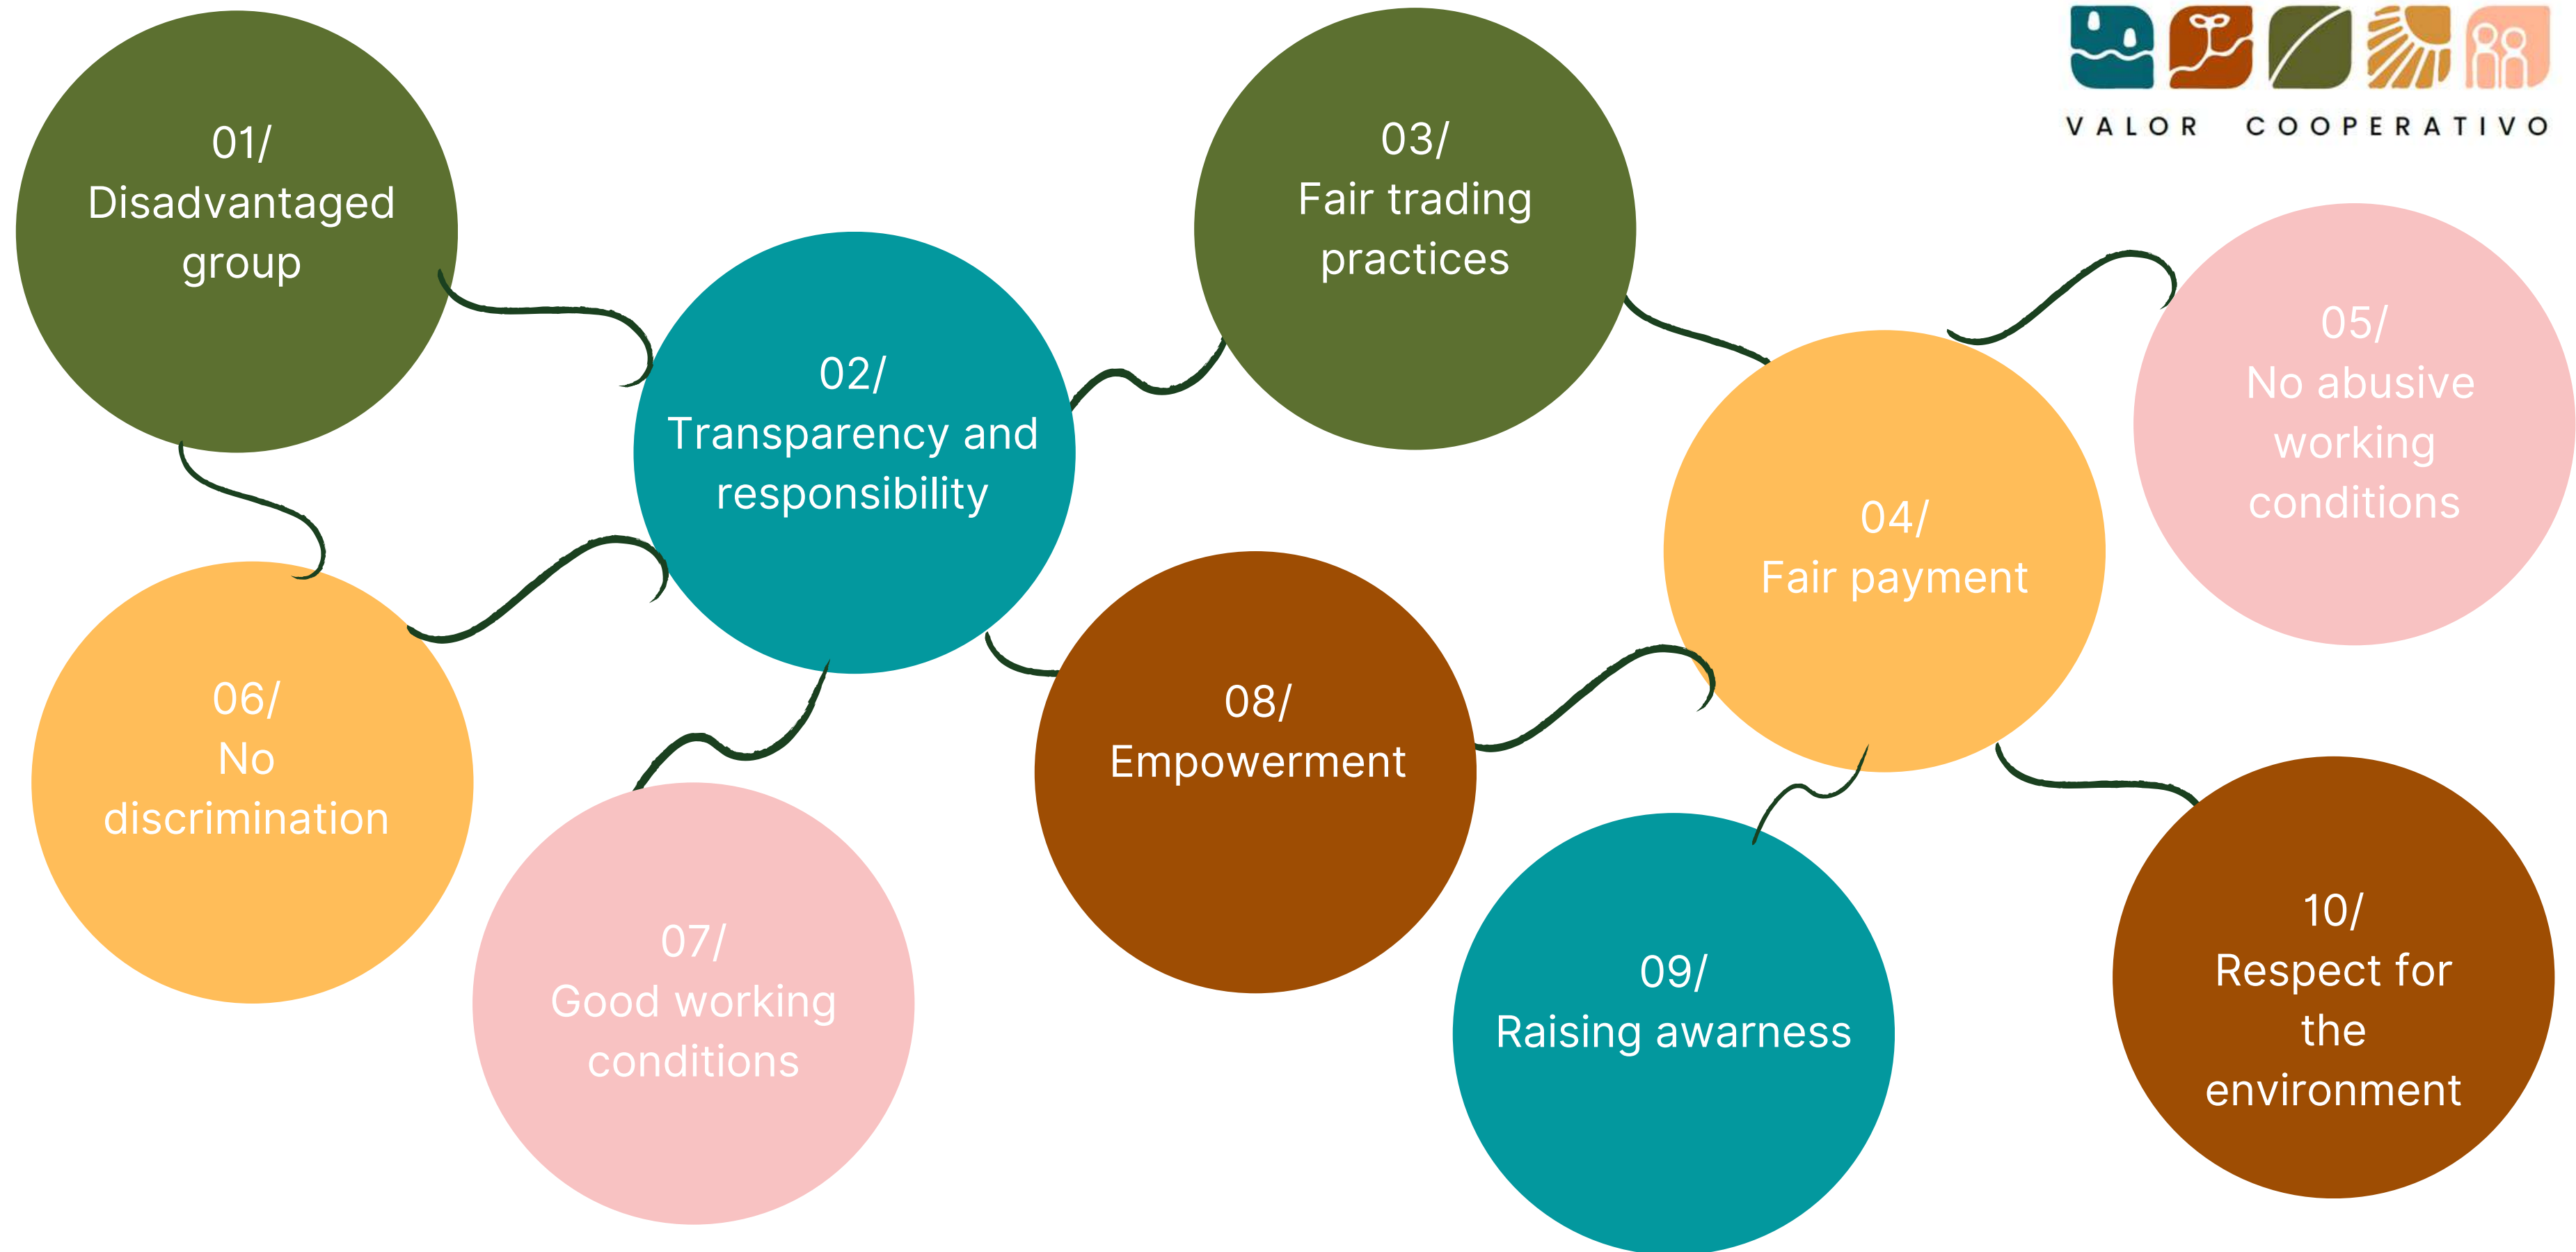 VALOR COOPERATIVO
01/
Disadvantaged
group
02/
Transparency and
responsibility
03/
Fair trading
practices
04/
Fair payment
05/
No abusive
working
conditions
06/
No
discrimination
07/
Good working
conditions
08/
Empowerment
09/
Raising awarness
10/
Respect for
the
environment